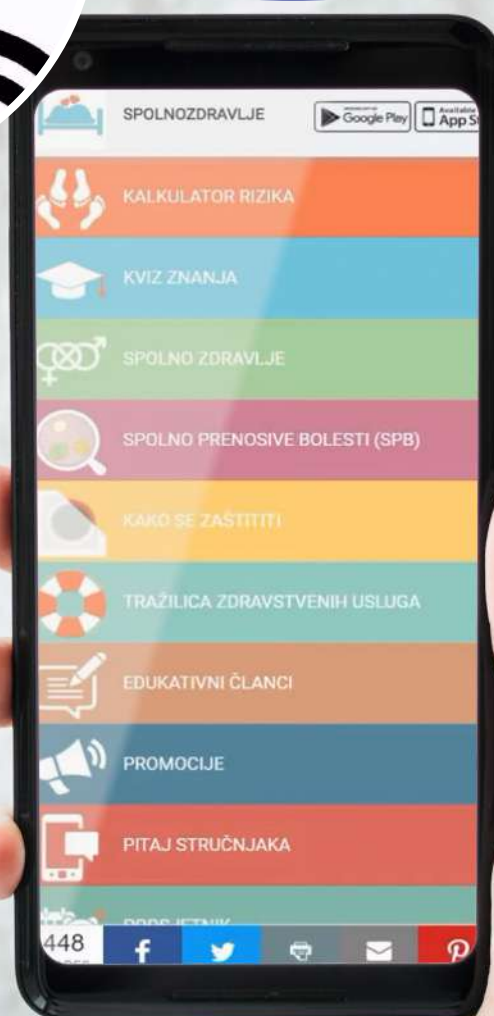 SPOLNOZDRAVLJE
Google Play
Available
App S
KALKULATOR RIZIKA
KVIZ ZNANJA
SPOLNO ZDRAVLJE
SPOLNO PRENOSIVE BOLESTI (SPB)
KAKO SE ZAŠTITITI
TRAŽILICA ZDRAVSTVENIH USLUGA
EDUKATIVNI ČLANCI
PROMOCIJE
PITAJ STRUČNJAKA
448